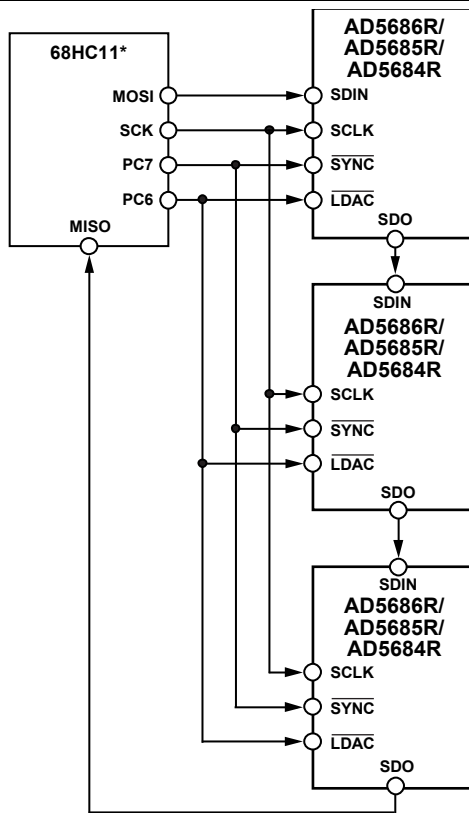 68HC11*
MOSI
SCK
PC7
PC6
MISO
AD5686R/
AD5685R/
AD5684R
SDIN
SCLK
SYNC
LDAC
SDO
SDIN
AD5686R/
AD5685R/
AD5684R
SCLK
SYNC
LDAC
SDO
SDIN
AD5686R/
AD5685R/
AD5684R
SCLK
SYNC
LDAC
SDO